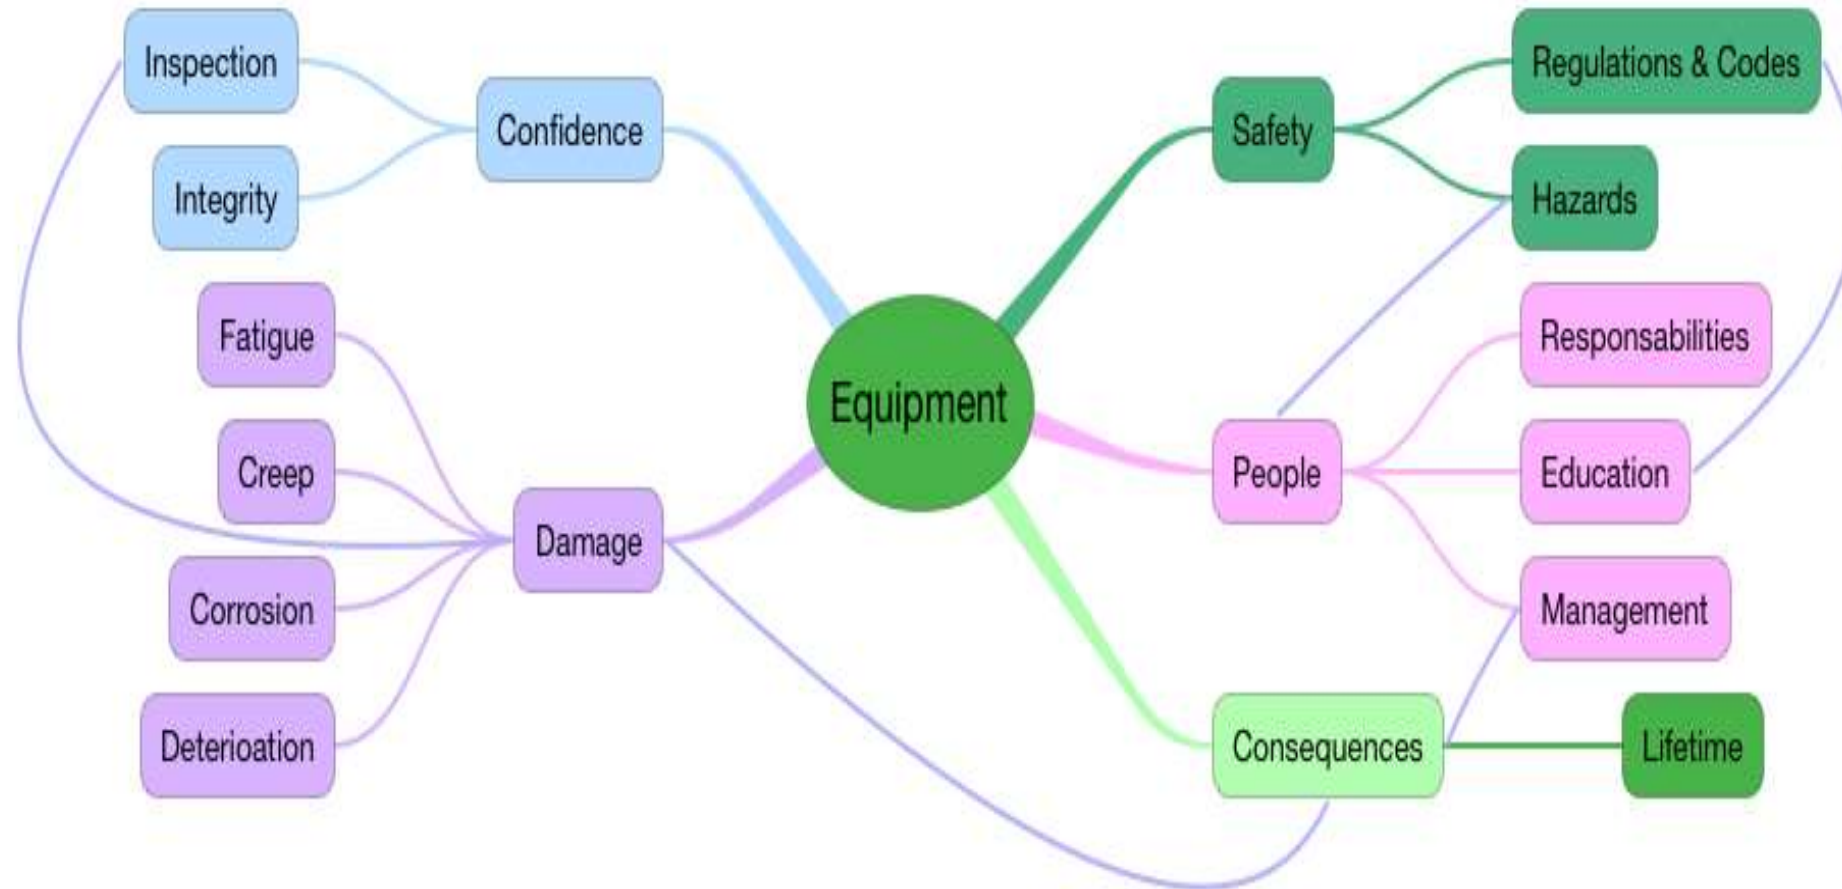 Inspection
Confidence
Integrity
Fatigue
Creep
Damage
Corrosion
Deterioation
Equipment
Safety
Regulations & Codes
Hazards
Responsabilities
People
Education
Management
Consequences
Lifetime